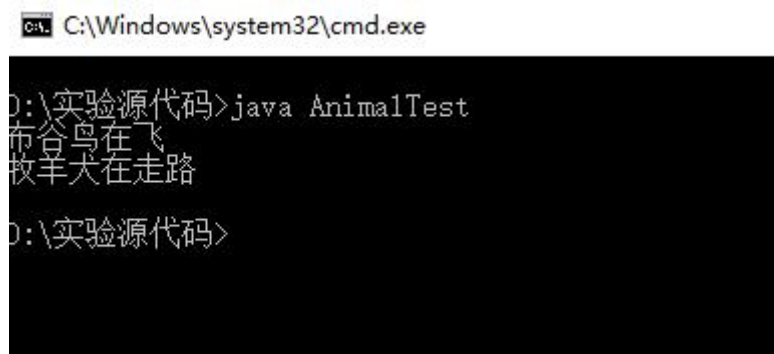 C:\Windows\system32\cmd.exe
D:\实验源代码>java AnimalTest
布谷鸟在飞
牧羊犬在走路
D:\实验源代码>